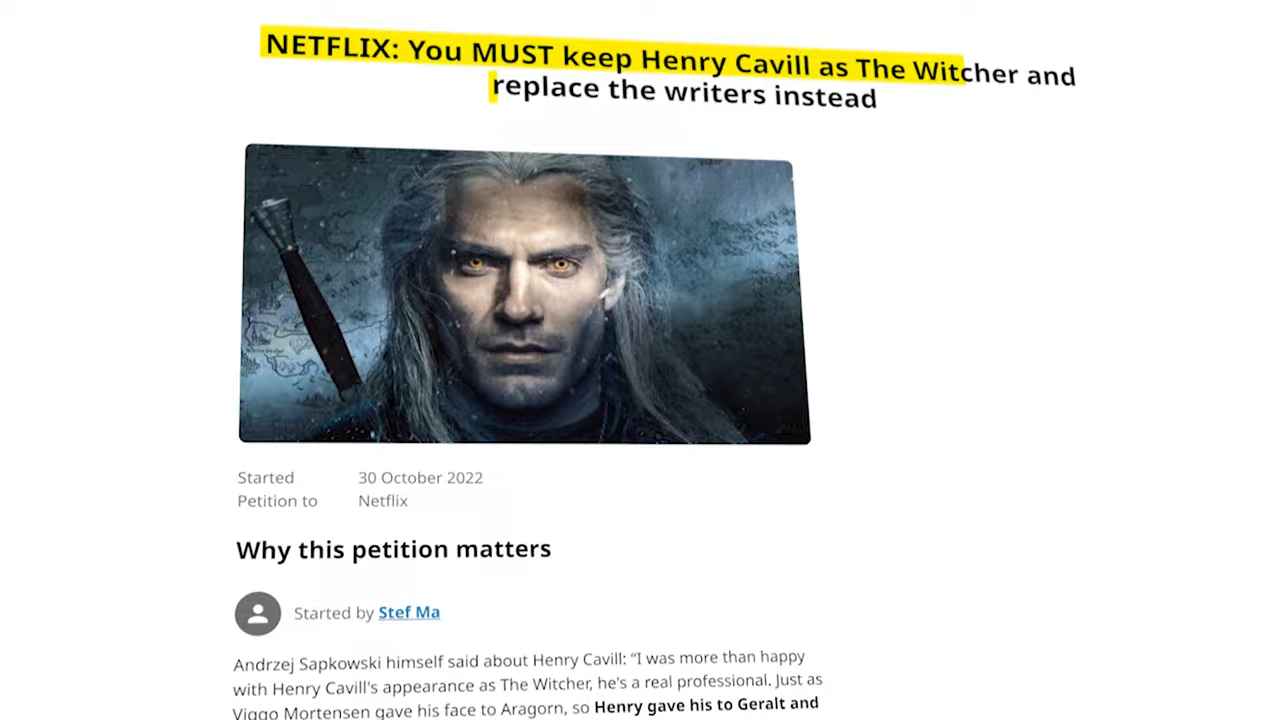 NETFLIX: You MUST keep Henry Cavill as The Witcher and
replace the writers instead
Started 30 October 2022
Petition to Netflix
Why this petition matters
Started by Stef Ma
Andrzej Sapkowski himself said about Henry Cavill: “I was more than happy
with Henry Cavill's appearance as The Witcher, he's a real professional. Just as
Viggo Mortensen gave his face to Aragorn, so Henry gave his to Geralt and